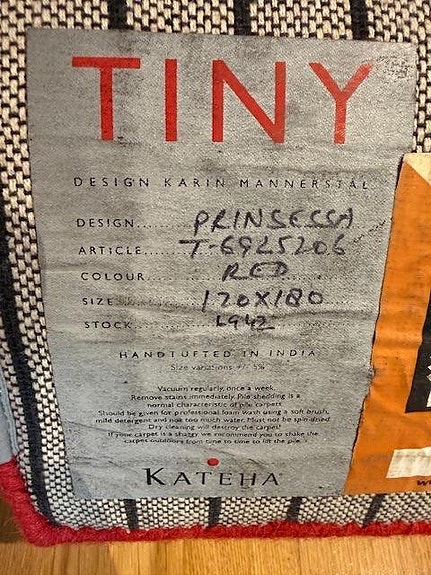 TINY
DESIGN KARIN MANNERSTÅL
DESIGN.......... PRINSESSA
ARTICLE....... T-6925206
COLOUR.......... RED
SIZE............ 120X180
STOCK.......... 6942
HANDTUFTED IN INDIA
Size variations +/- 5%
Vacuum regularly, once a week.
Remove stains immediately. Pile shedding is a
normal characteristic of pile carpets.
Should be given for professional foam wash using a soft brush,
mild detergent and not too much water. Must not be spindried.
Dry cleaning will destroy the carpet!
If your carpet is a shaggy we recommend you to shake the
carpet outdoors from time to time to lift the pile.
KATEHA